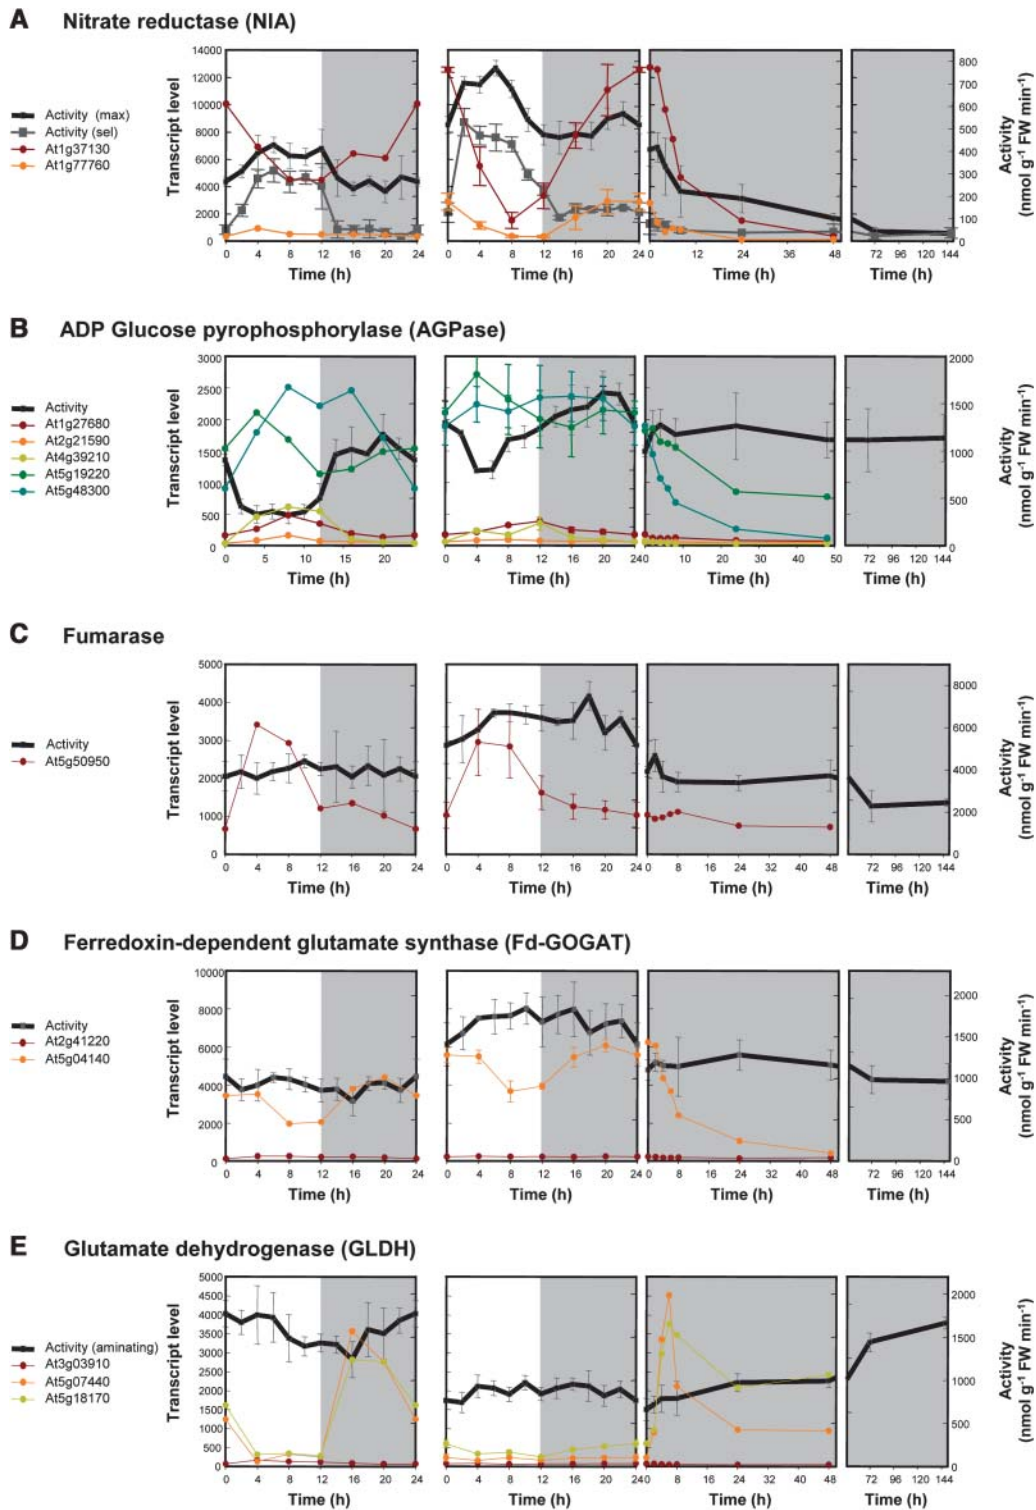 A Nitrate reductase (NIA)
Activity (max)
Activity (sel)
At1g37130
At1g77760
Transcript level
14000
12000
10000
8000
6000
4000
2000
0
0 4 8 12 16 20 24
Time (h)
0 4 8 12 16 20 24
Time (h)
0 12 24 36 48
Time (h)
72 96 120 144
Time (h)
800
700
600
500
400
300
200
100
0
Activity
(nmol g-1 FW min-1)
B ADP Glucose pyrophosphorylase (AGPase)
Activity
At1g27680
At2g21590
At4g39210
At5g19220
At5g48300
Transcript level
3000
2500
2000
1500
1000
500
0
0 5 10 15 20
Time (h)
0 4 8 12 16 20 24
Time (h)
0 10 20 30 40 50
Time (h)
72 96 120 144
Time (h)
2000
1500
1000
500
0
Activity
(nmol g-1 FW min-1)
C Fumarase
Activity
At5g50950
Transcript level
5000
4000
3000
2000
1000
0
0 4 8 12 16 20 24
Time (h)
0 4 8 12 16 20 24
Time (h)
0 4 8 16 24 32 40 48
Time (h)
72 96 120 144
Time (h)
8000
6000
4000
2000
0
Activity
(nmol g-1 FW min-1)
D Ferredoxin-dependent glutamate synthase (Fd-GOGAT)
Activity
At2g41220
At5g04140
Transcript level
10000
8000
6000
4000
2000
0
0 4 8 12 16 20 24
Time (h)
0 4 8 12 16 20 24
Time (h)
0 4 8 16 24 32 40 48
Time (h)
72 96 120 144
Time (h)
2000
1500
1000
500
0
Activity
(nmol g-1 FW min-1)
E Glutamate dehydrogenase (GLDH)
Activity (aminating)
At3g03910
At5g07440
At5g18170
Transcript level
5000
4500
4000
3500
3000
2500
2000
1500
1000
500
0
0 4 8 12 16 20 24
Time (h)
0 4 8 12 16 20 24
Time (h)
0 8 16 24 32 40 48
Time (h)
72 96 120 144
Time (h)
2000
1500
1000
500
0
Activity
(nmol g-1 FW min-1)